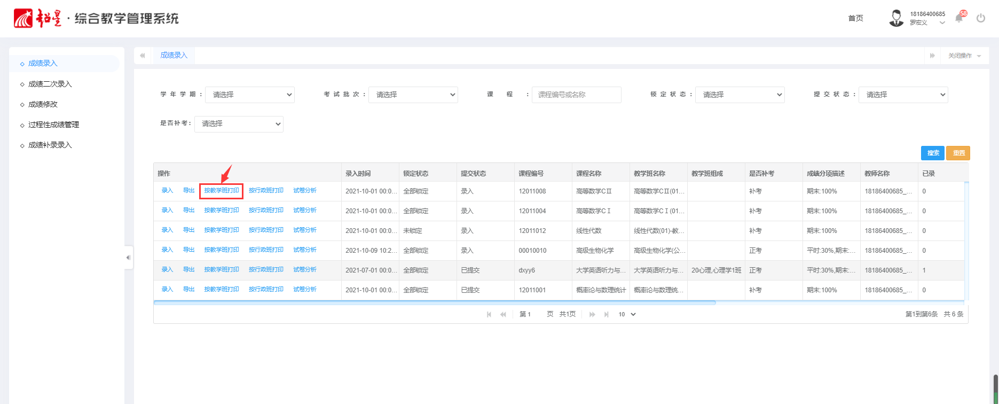 超星 · 综合教学管理系统
首页
18186400685
罗宏义
58
成绩录入
成绩二次录入
成绩修改
过程性成绩管理
成绩补录录入
成绩录入
关闭操作
学年学期: 请选择 考试批次: 请选择 课程: 课程编号或名称 锁定状态: 请选择 提交状态: 请选择
是否补考: 请选择
搜索 重置
操作 录入时间 锁定状态 提交状态 课程编号 课程名称 教学班名称 教学班组成 是否补考 成绩分项描述 教师名称 已录
录入 导出 按教学班打印 按行政班打印 试卷分析 2021-10-01 00:0... 全部锁定 录入 12011008 高等数学CⅡ 高等数学CⅡ(01... 补考 期末:100% 18186400685_... 0
录入 导出 按教学班打印 按行政班打印 试卷分析 2021-10-01 00:0... 全部锁定 录入 12011004 高等数学CⅠ 高等数学CⅠ(01... 补考 期末:100% 18186400685_... 0
录入 导出 按教学班打印 按行政班打印 试卷分析 2021-10-01 00:0... 未锁定 录入 12011012 线性代数 线性代数(01)-教... 补考 期末:100% 18186400685_... 0
录入 导出 按教学班打印 按行政班打印 试卷分析 2021-10-09 10:2... 全部锁定 录入 00010010 高级生物化学 高级生物化学(公... 正考 平时:30%,期末:... 18186400685_... 0
录入 导出 按教学班打印 按行政班打印 试卷分析 2021-07-01 00:0... 全部锁定 已提交 dxyy6 大学英语听力与... 大学英语听力与... 20心理,心理学1班 正考 平时:30%,期末:... 18186400685_... 1
录入 导出 按教学班打印 按行政班打印 试卷分析 2021-10-01 00:0... 全部锁定 已提交 12011001 概率论与数理统计 概率论与数理统... 补考 期末:100% 18186400685_... 0
第 1 页 共1页 10 第1到第6条 共 6 条